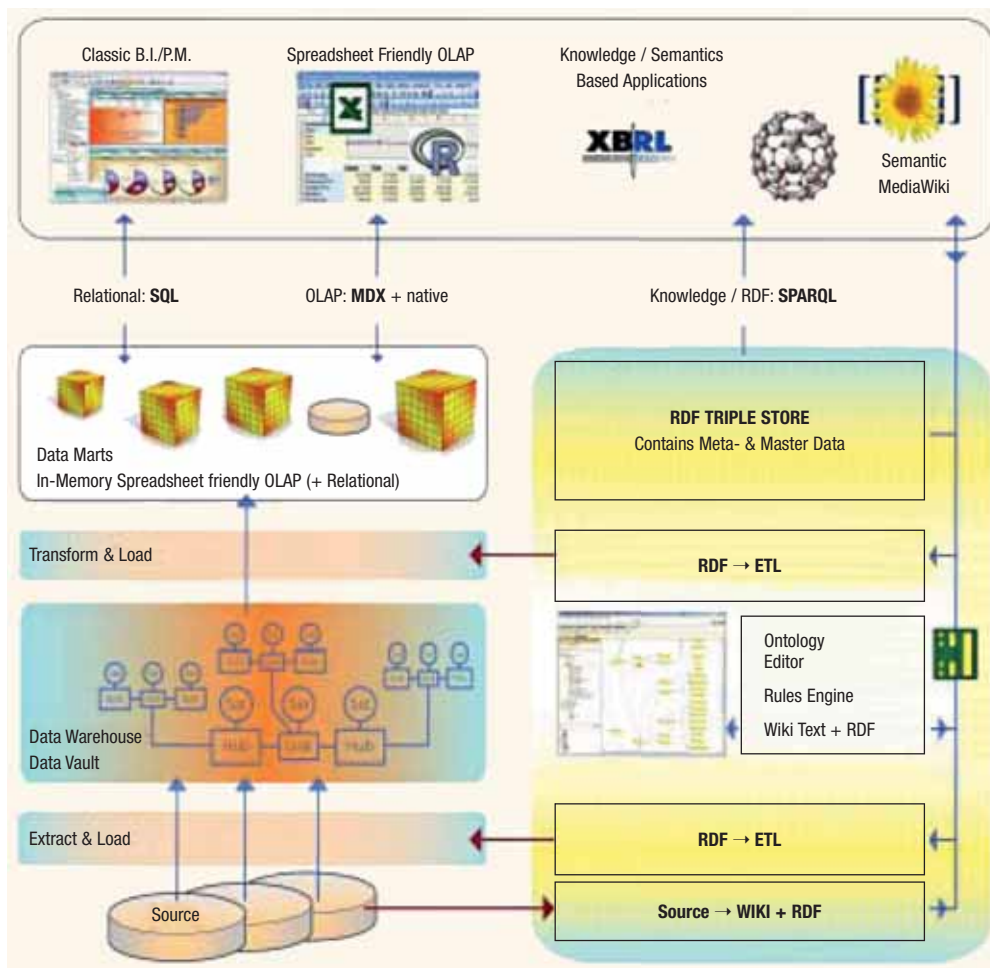 Classic B.I./P.M.
Spreadsheet Friendly OLAP
Knowledge / Semantics
Based Applications
XBRL
R
Semantic
MediaWiki
Relational: SQL
OLAP: MDX + native
Knowledge / RDF: SPARQL
Data Marts
In-Memory Spreadsheet friendly OLAP (+ Relational)
RDF TRIPLE STORE
Contains Meta- & Master Data
Transform & Load
RDF → ETL
Data Warehouse
Data Vault
Sat
Sat
Sat
Hub
Link
Hub
Ontology
Editor
Rules Engine
Wiki Text + RDF
Extract & Load
RDF → ETL
Source
Source → WIKI + RDF